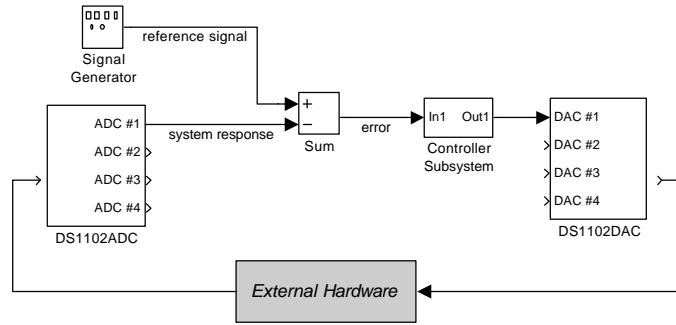 reference signal
Signal
Generator
ADC #1
ADC #2
ADC #3
ADC #4
DS1102ADC
system response
+
−
Sum
error
In1 Out1
Controller
Subsystem
DAC #1
DAC #2
DAC #3
DAC #4
DS1102DAC
External Hardware